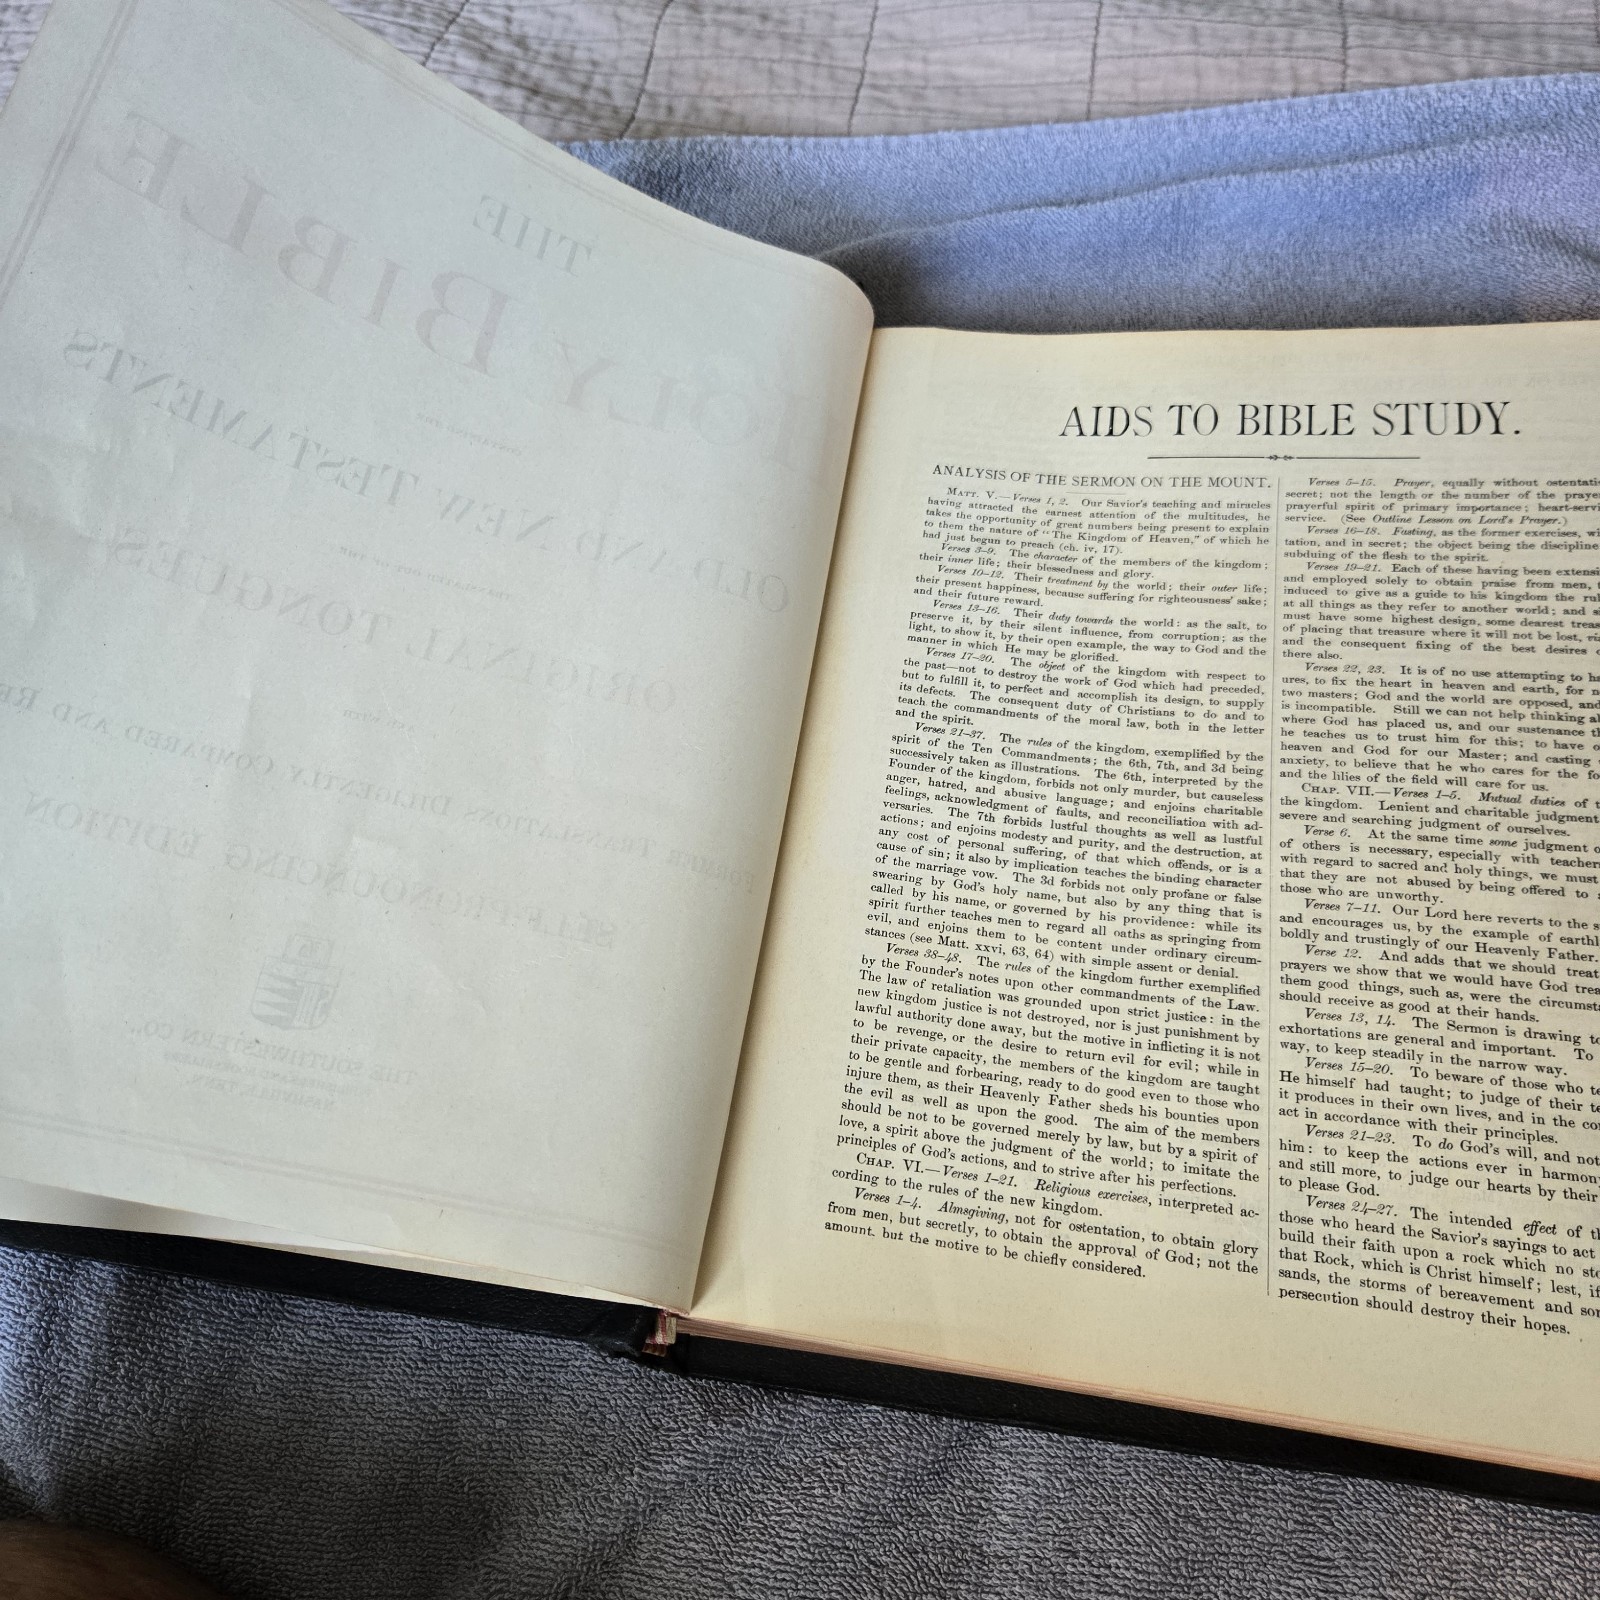 THE
HOLY BIBLE
CONTAINING THE
OLD AND NEW TESTAMENTS
TRANSLATED OUT OF THE
ORIGINAL TONGUES
AND WITH
FORMER TRANSLATIONS DILIGENTLY COMPARED AND RE
SELF-PRONOUNCING EDITION
THE SOUTHWESTERN CO.,
NASHVILLE, TENN.
AIDS TO BIBLE STUDY.
ANALYSIS OF THE SERMON ON THE MOUNT.
MATT. V.—Verses 1, 2. Our Savior's teaching and miracles
having attracted the earnest attention of the multitudes, he
takes the opportunity of great numbers being present to explain
to them the nature of "The Kingdom of Heaven," of which he
had just begun to preach (ch. iv, 17).
Verses 3-9. The character of the members of the kingdom;
their inner life; their blessedness and glory.
Verses 10-12. Their treatment by the world; their outer life;
their present happiness, because suffering for righteousness' sake;
and their future reward.
Verses 13-16. Their duty towards the world: as the salt, to
preserve it, by their silent influence, from corruption; as the
light, to show it, by their open example, the way to God and the
manner in which He may be glorified.
Verses 17-20. The object of the kingdom with respect to
the past—not to destroy the work of God which had preceded,
but to fulfill it, to perfect and accomplish its design, to supply
its defects. The consequent duty of Christians to do and to
teach the commandments of the moral law, both in the letter
and the spirit.
Verses 21-37. The rules of the kingdom, exemplified by the
spirit of the Ten Commandments; the 6th, 7th, and 3d being
successively taken as illustrations. The 6th, interpreted by the
Founder of the kingdom, forbids not only murder, but causeless
anger, hatred, and abusive language; and enjoins charitable
feelings, acknowledgment of faults, and reconciliation with ad-
versaries. The 7th forbids lustful thoughts as well as lustful
actions; and enjoins modesty and purity, and the destruction, at
any cost of personal suffering, of that which offends, or is a
cause of sin; it also by implication teaches the binding character
of the marriage vow. The 3d forbids not only profane or false
swearing by God's holy name, but also by any thing that is
called by his name, or governed by his providence: while its
spirit further teaches men to regard all oaths as springing from
evil, and enjoins them to be content under ordinary circum-
stances (see Matt. xxvi, 63, 64) with simple assent or denial.
Verses 38-48. The rules of the kingdom further exemplified
by the Founder's notes upon other commandments of the Law.
The law of retaliation was grounded upon strict justice: in the
new kingdom justice is not destroyed, nor is just punishment by
lawful authority done away, but the motive in inflicting it is not
to be revenge, or the desire to return evil for evil; while in
their private capacity, the members of the kingdom are taught
to be gentle and forbearing, ready to do good even to those who
injure them, as their Heavenly Father sheds his bounties upon
the evil as well as upon the good. The aim of the members
should be not to be governed merely by law, but by a spirit of
love, a spirit above the judgment of the world; to imitate the
principles of God's actions, and to strive after his perfections.
CHAP. VI.—Verses 1-21. Religious exercises, interpreted ac-
cording to the rules of the new kingdom.
Verses 1-4. Almsgiving, not for ostentation, to obtain glory
from men, but secretly, to obtain the approval of God; not the
amount, but the motive to be chiefly considered.
Verses 5-15. Prayer, equally without ostentati
secret; not the length or the number of the praye
prayerful spirit of primary importance; heart-servi
service. (See Outline Lesson on Lord's Prayer.)
Verses 16-18. Fasting, as the former exercises, wi
tation, and in secret; the object being the discipline
subduing of the flesh to the spirit.
Verses 19-21. Each of these having been extensi
and employed solely to obtain praise from men,
induced to give as a guide to his kingdom the rul
at all things as they refer to another world; and si
must have some highest design, some dearest treas
of placing that treasure where it will not be lost, vi
and the consequent fixing of the best desires
there also.
Verses 22, 23. It is of no use attempting to ha
ures, to fix the heart in heaven and earth, for n
two masters; God and the world are opposed, and
is incompatible. Still we can not help thinking a
where God has placed us, and our sustenance th
he teaches us to trust him for this; to have o
heaven and God for our Master; and casting
anxiety, to believe that he who cares for the fo
and the lilies of the field will care for us.
CHAP. VII.—Verses 1-5. Mutual duties of t
the kingdom. Lenient and charitable judgment
severe and searching judgment of ourselves.
Verse 6. At the same time some judgment o
of others is necessary, especially with teacher
with regard to sacred and holy things, we must
that they are not abused by being offered to
those who are unworthy.
Verses 7-11. Our Lord here reverts to the s
and encourages us, by the example of earthl
boldly and trustingly of our Heavenly Father.
Verse 12. And adds that we should treat
prayers we show that we would have God trea
them good things, such as, were the circumsta
should receive as good at their hands.
Verses 13, 14. The Sermon is drawing to
exhortations are general and important. To
way, to keep steadily in the narrow way.
Verses 15-20. To beware of those who te
He himself had taught; to judge of their te
it produces in their own lives, and in the co
act in accordance with their principles.
Verses 21-23. To do God's will, and not
him: to keep the actions ever in harmon
and still more, to judge our hearts by their
to please God.
Verses 24-27. The intended effect of th
those who heard the Savior's sayings to act
build their faith upon a rock which no sto
that Rock, which is Christ himself; lest, if
sands, the storms of bereavement and sor
persecution should destroy their hopes.